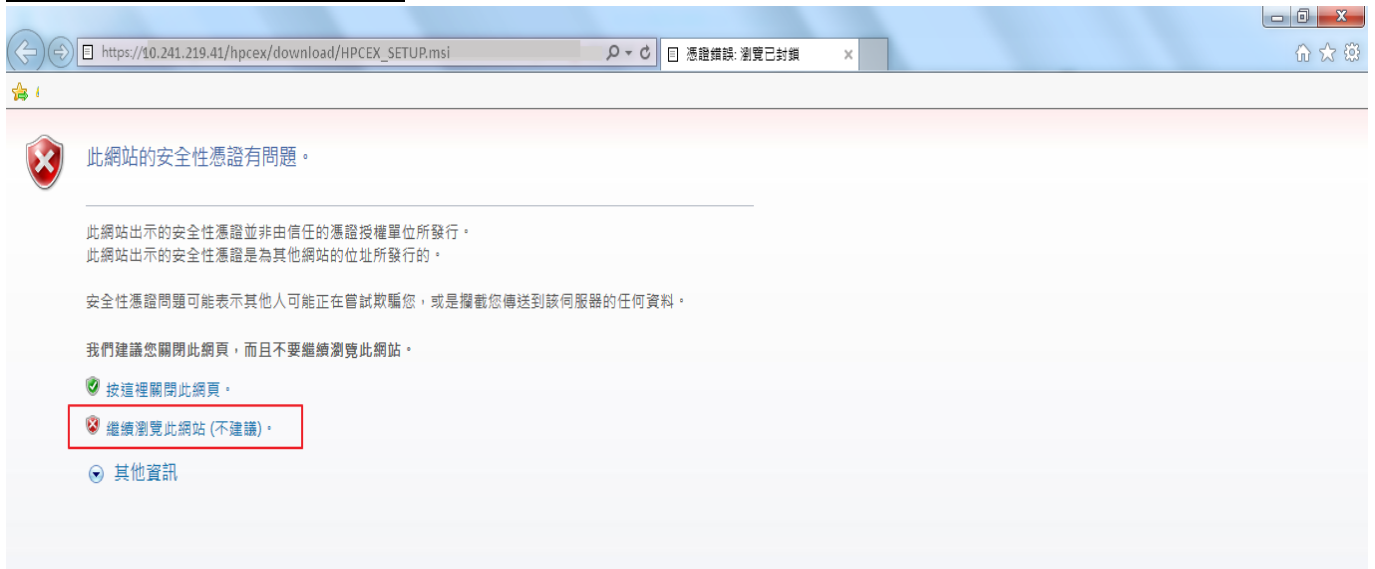 https://10.241.219.41/hpcex/download/HPCEX_SETUP.msi
憑證錯誤: 瀏覽已封鎖
此網站的安全性憑證有問題。
此網站出示的安全性憑證並非由信任的憑證授權單位所發行。
此網站出示的安全性憑證是為其他網站的位址所發行的。
安全性憑證問題可能表示其他人可能正在嘗試欺騙您，或是攔截您傳送到該伺服器的任何資料。
我們建議您關閉此網頁，而且不要繼續瀏覽此網站。
按這裡關閉此網頁。
繼續瀏覽此網站 (不建議)。
其他資訊